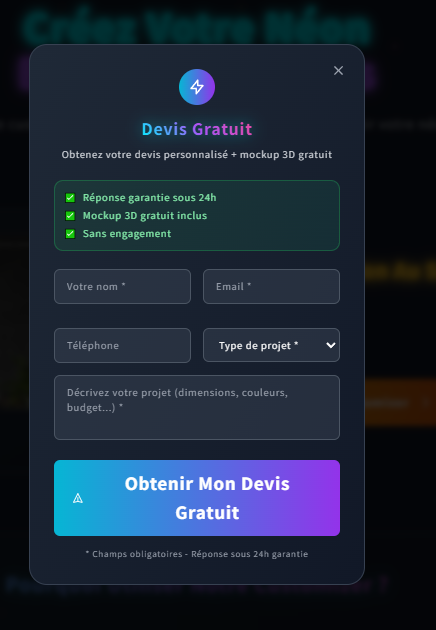 Créez Votre Néon
Devis Gratuit
Obtenez votre devis personnalisé + mockup 3D gratuit
Réponse garantie sous 24h
Mockup 3D gratuit inclus
Sans engagement
Votre nom * Email *
Téléphone Type de projet *
Décrivez votre projet (dimensions, couleurs,
budget...) *
Obtenir Mon Devis
Gratuit
* Champs obligatoires - Réponse sous 24h garantie